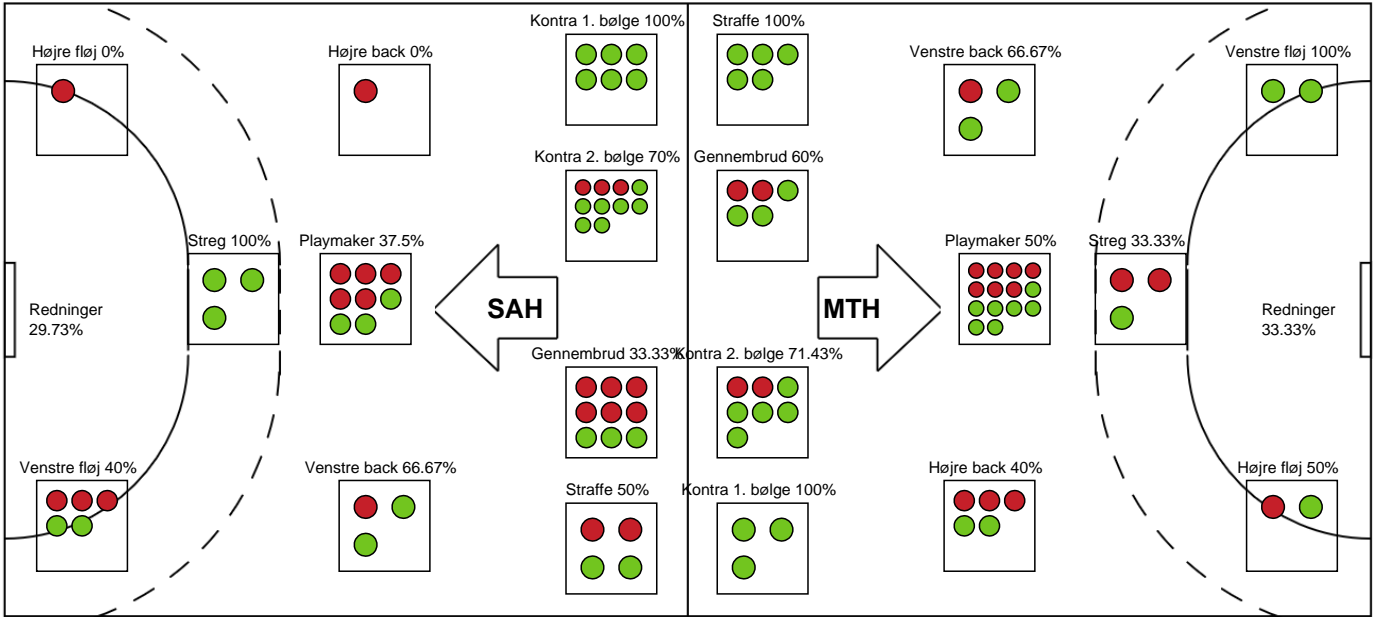 Kontra 1. bølge 100%
Straffe 100%
Højre fløj 0%
Højre back 0%
Venstre back 66.67%
Venstre fløj 100%
Kontra 2. bølge 70%
Gennembrud 60%
Streg 100%
Playmaker 37.5%
Playmaker 50%
Streg 33.33%
SAH
MTH
Redninger
29.73%
Redninger
33.33%
Gennembrud 33.33%
Kontra 2. bølge 71.43%
Venstre fløj 40%
Venstre back 66.67%
Højre back 40%
Højre fløj 50%
Straffe 50%
Kontra 1. bølge 100%